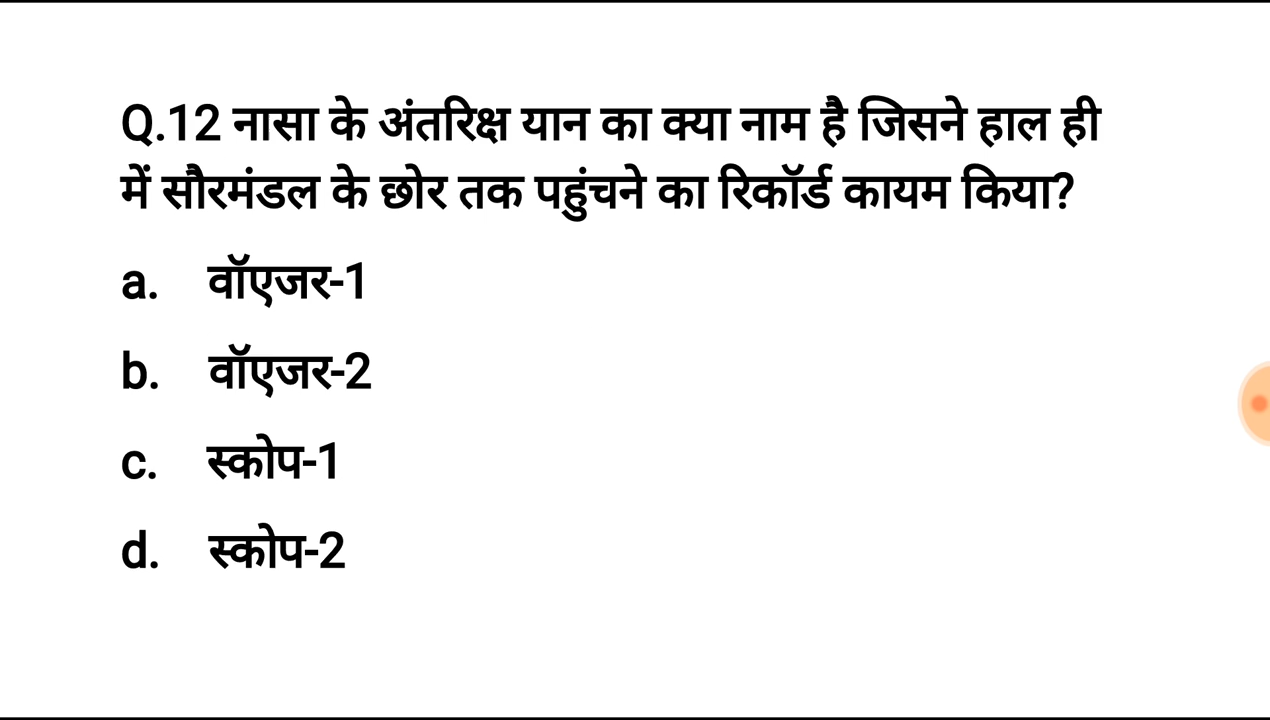 Q.12 नासा के अंतरिक्ष यान का क्या नाम है जिसने हाल ही
में सौरमंडल के छोर तक पहुंचने का रिकॉर्ड कायम किया?
a. वॉएजर-1
b. वॉएजर-2
c. स्कोप-1
d. स्कोप-2